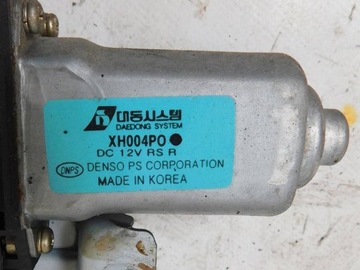 대동시스템
DAEDONG SYSTEM
XH004PO
DC 12V RS R
DNPS DENSO PS CORPORATION
MADE IN KOREA